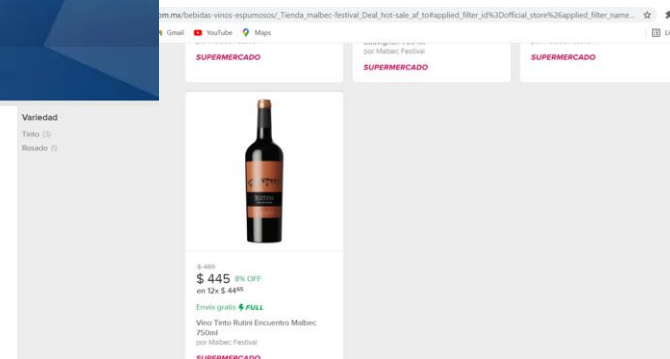 om.mx/bebidas-vinos-espumosos/_Tienda_malbec-festival_Deal_hot-sale_af_to#applied_filter_id%3Dofficial_store%26applied_filter_name...
Gmail YouTube Maps
SUPERMERCADO
por Malbec Festival
SUPERMERCADO
SUPERMERCADO
Variedad
Tinto (3)
Rosado (1)
$ 445 8% OFF
en 12x $ 44⁶⁵
Envío gratis FULL
Vino Tinto Rutini Encuentro Malbec
750ml
por Malbec Festival
SUPERMERCADO